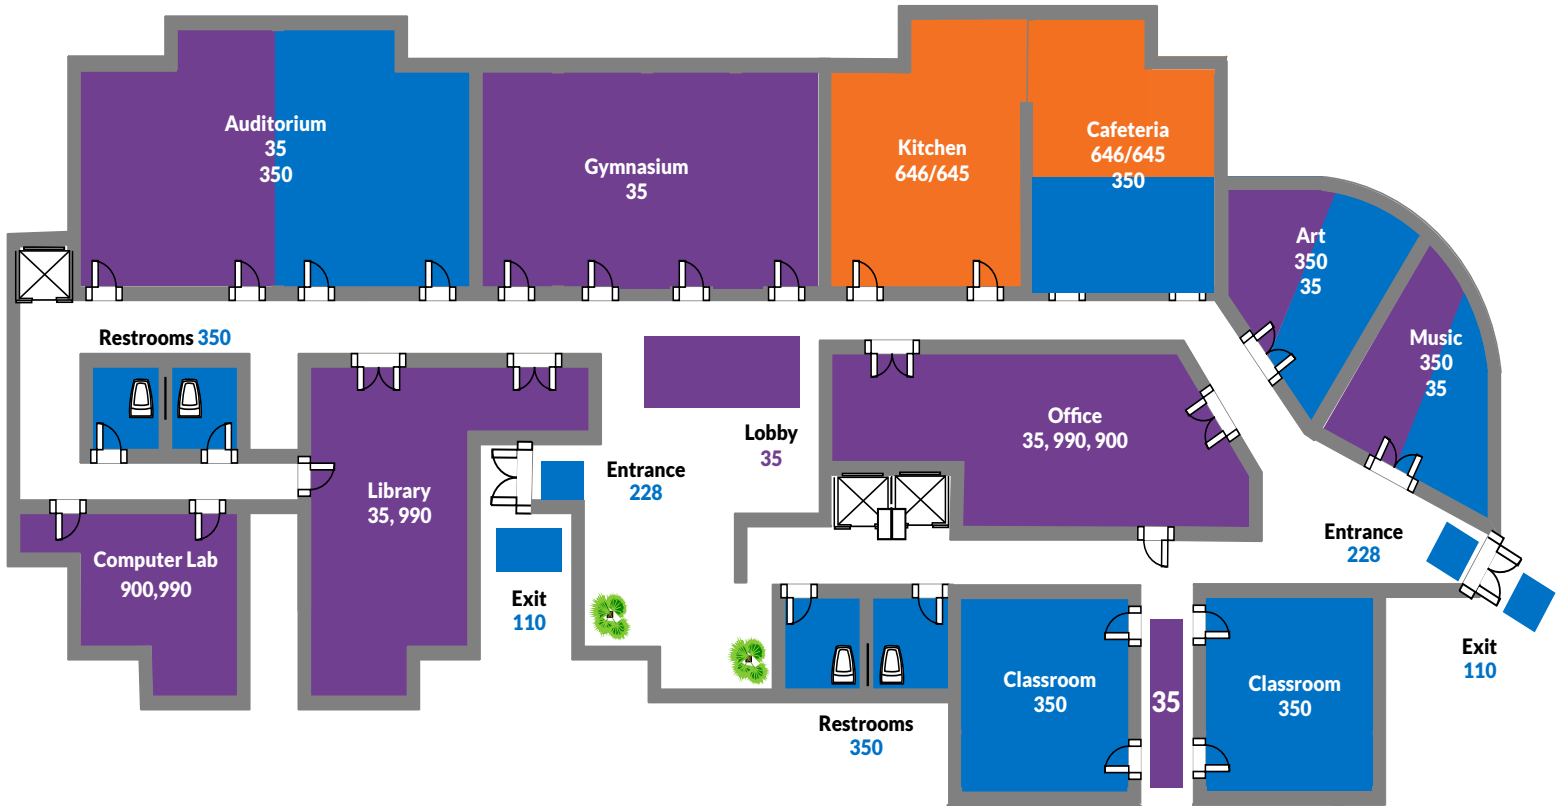 Auditorium
35
350
Gymnasium
35
Kitchen
646/645
Cafeteria
646/645
350
Art
350
35
Music
350
35
Restrooms 350
Lobby
35
Office
35, 990, 900
Library
35, 990
Entrance
228
Exit
110
Computer Lab
900,990
Entrance
228
Exit
110
Restrooms
350
Classroom
350
35
Classroom
350